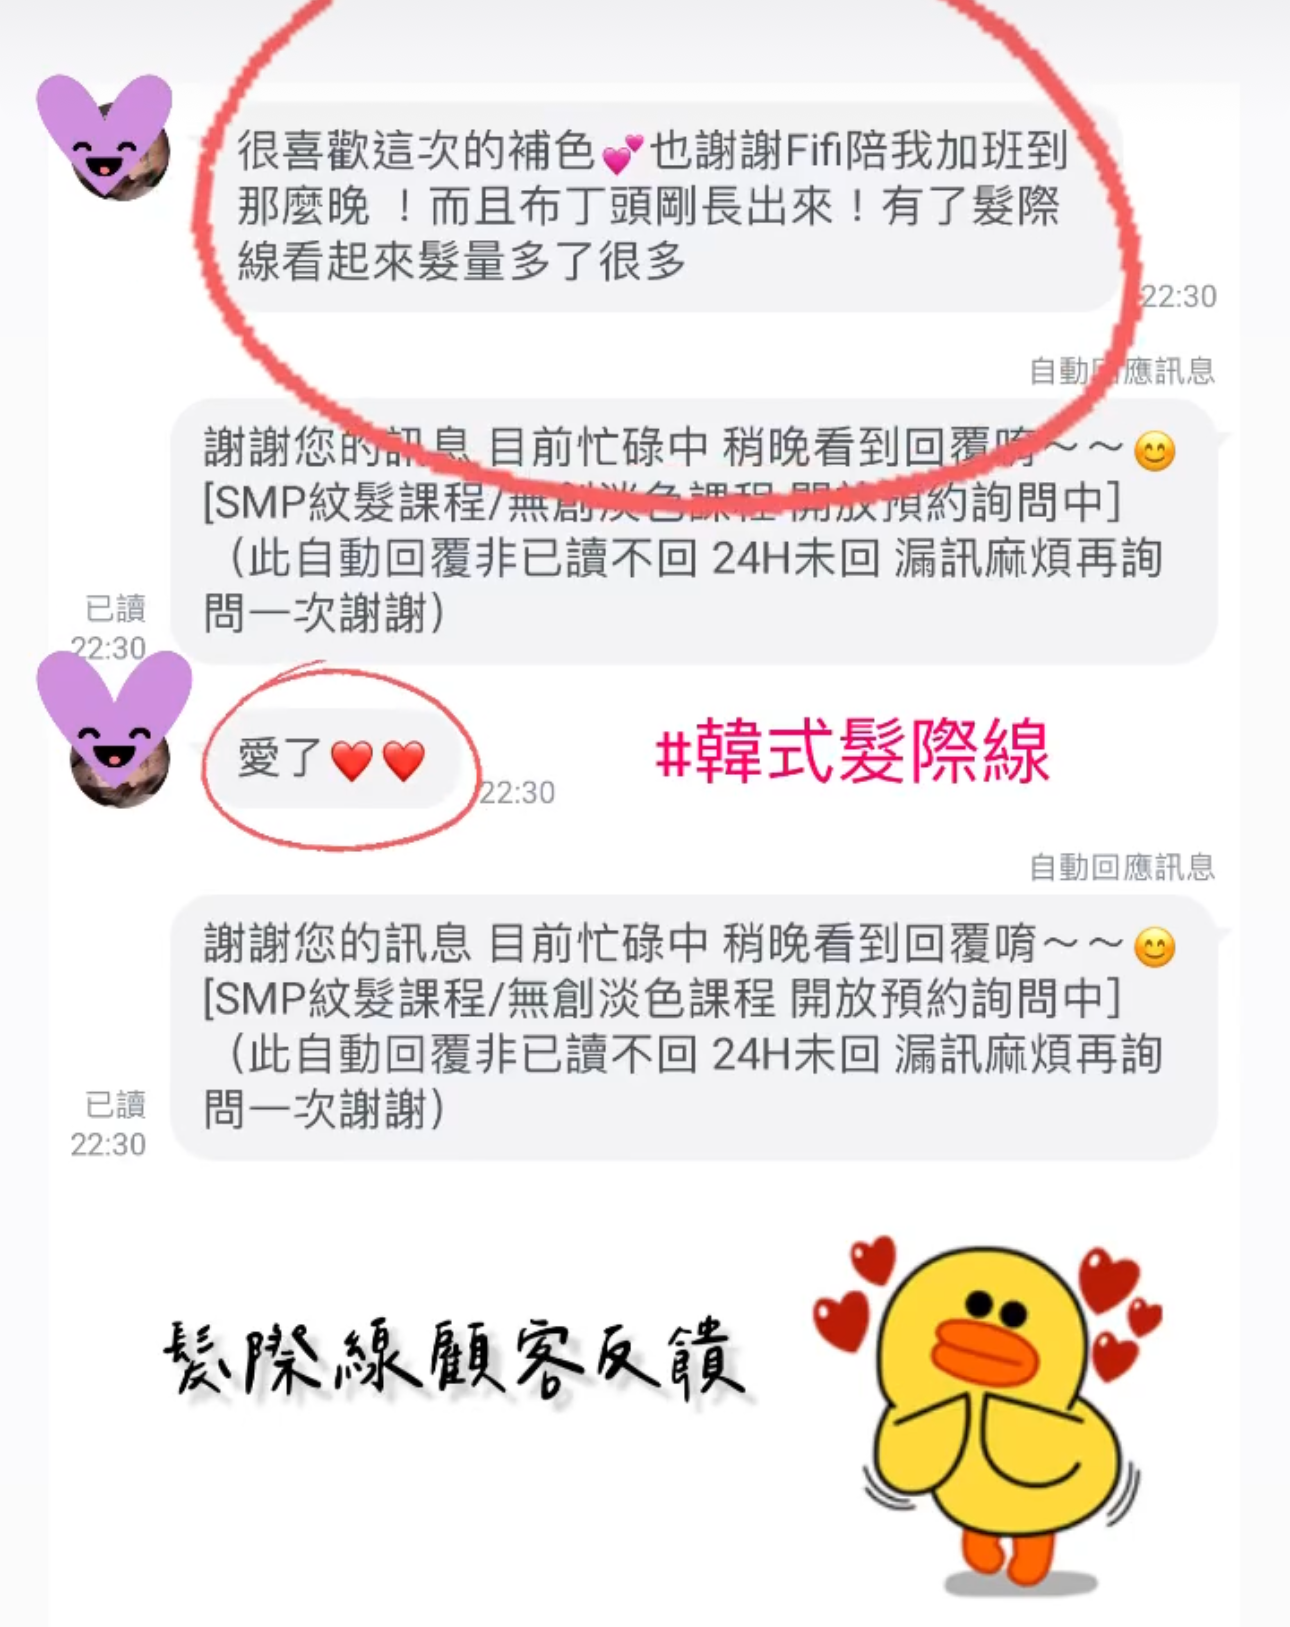 很喜歡這次的補色💕也謝謝Fifi陪我加班到
那麼晚 ！而且布丁頭剛長出來！有了髮際
線看起來髮量多了很多
22:30
自動回應訊息
謝謝您的訊息 目前忙碌中 稍晚看到回覆唷～～😊
[SMP紋髮課程/無創淡色課程 開放預約詢問中]
（此自動回覆非已讀不回 24H未回 漏訊麻煩再詢
問一次謝謝）
已讀
22:30
愛了❤️❤️
22:30
#韓式髮際線
自動回應訊息
謝謝您的訊息 目前忙碌中 稍晚看到回覆唷～～😊
[SMP紋髮課程/無創淡色課程 開放預約詢問中]
（此自動回覆非已讀不回 24H未回 漏訊麻煩再詢
問一次謝謝）
已讀
22:30
髮際線顧客反饋